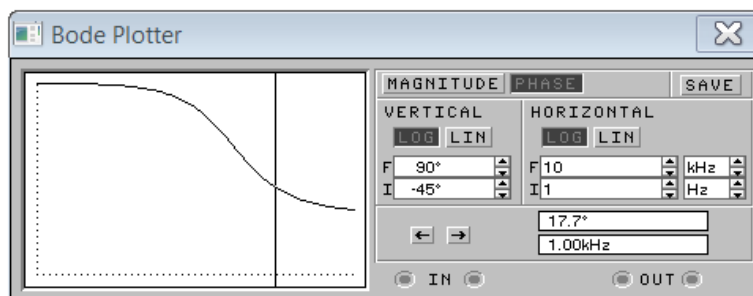 Bode Plotter
MAGNITUDE PHASE SAVE
VERTICAL HORIZONTAL
LOG LIN LOG LIN
F 90° F 10 kHz
I -45° I 1 Hz
← → 17.7°
1.00kHz
IN OUT